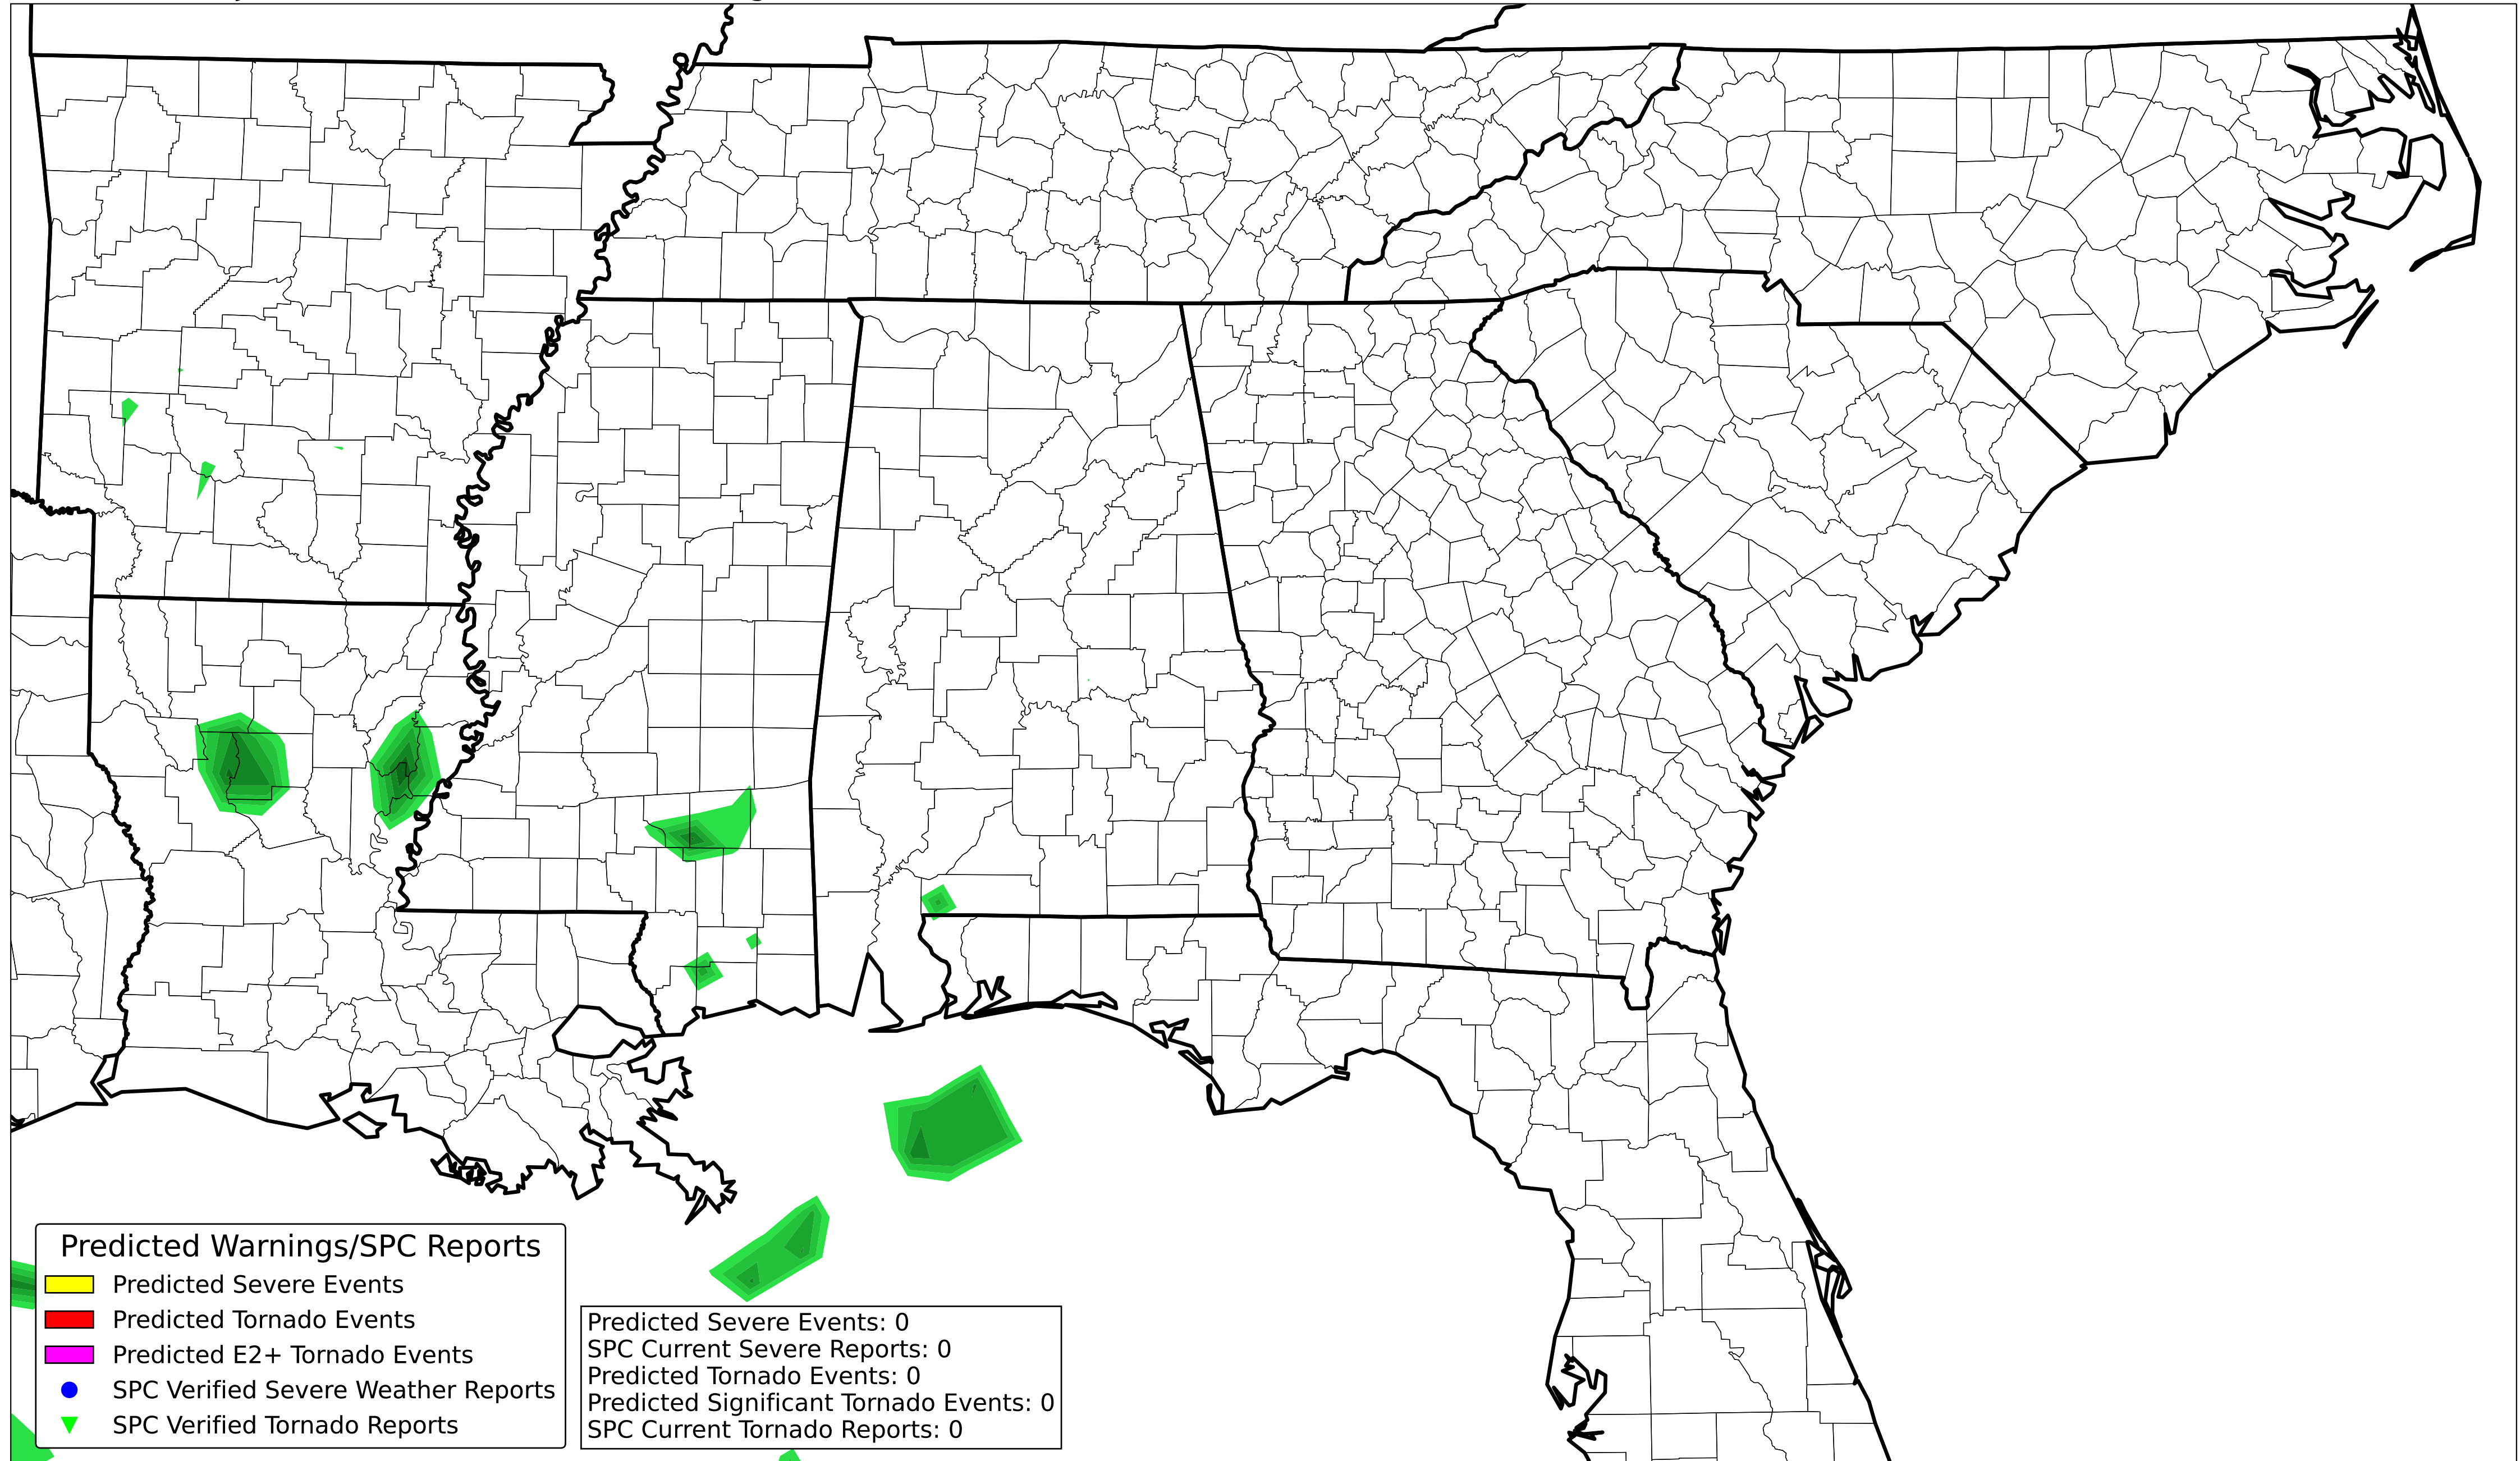 Predicted Warnings/SPC Reports
Predicted Severe Events
Predicted Tornado Events
Predicted E2+ Tornado Events
SPC Verified Severe Weather Reports
SPC Verified Tornado Reports
Predicted Severe Events: 0
SPC Current Severe Reports: 0
Predicted Tornado Events: 0
Predicted Significant Tornado Events: 0
SPC Current Tornado Reports: 0